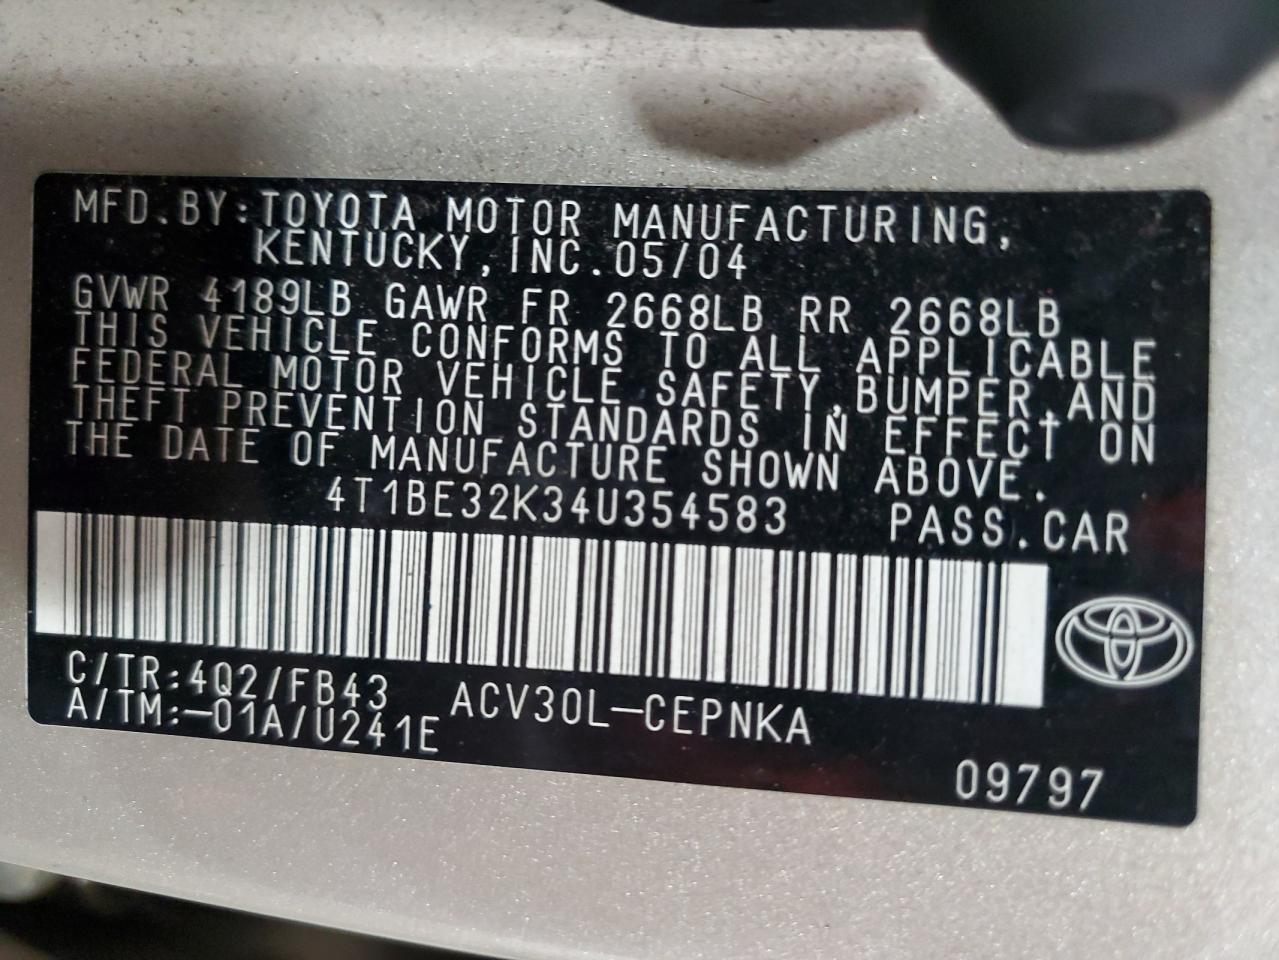 MFD.BY:TOYOTA MOTOR MANUFACTURING,
KENTUCKY, INC. 05/04
GVWR 4189LB GAWR FR 2668LB RR 2668LB
THIS VEHICLE CONFORMS TO ALL APPLICABLE
FEDERAL MOTOR VEHICLE SAFETY, BUMPER, AND
THEFT PREVENTION STANDARDS IN EFFECT ON
THE DATE OF MANUFACTURE SHOWN ABOVE.
4T1BE32K34U354583 PASS.CAR
C/TR:4Q2/FB43 ACV30L-CEPNKA
A/TM:-01A/U241E
09797